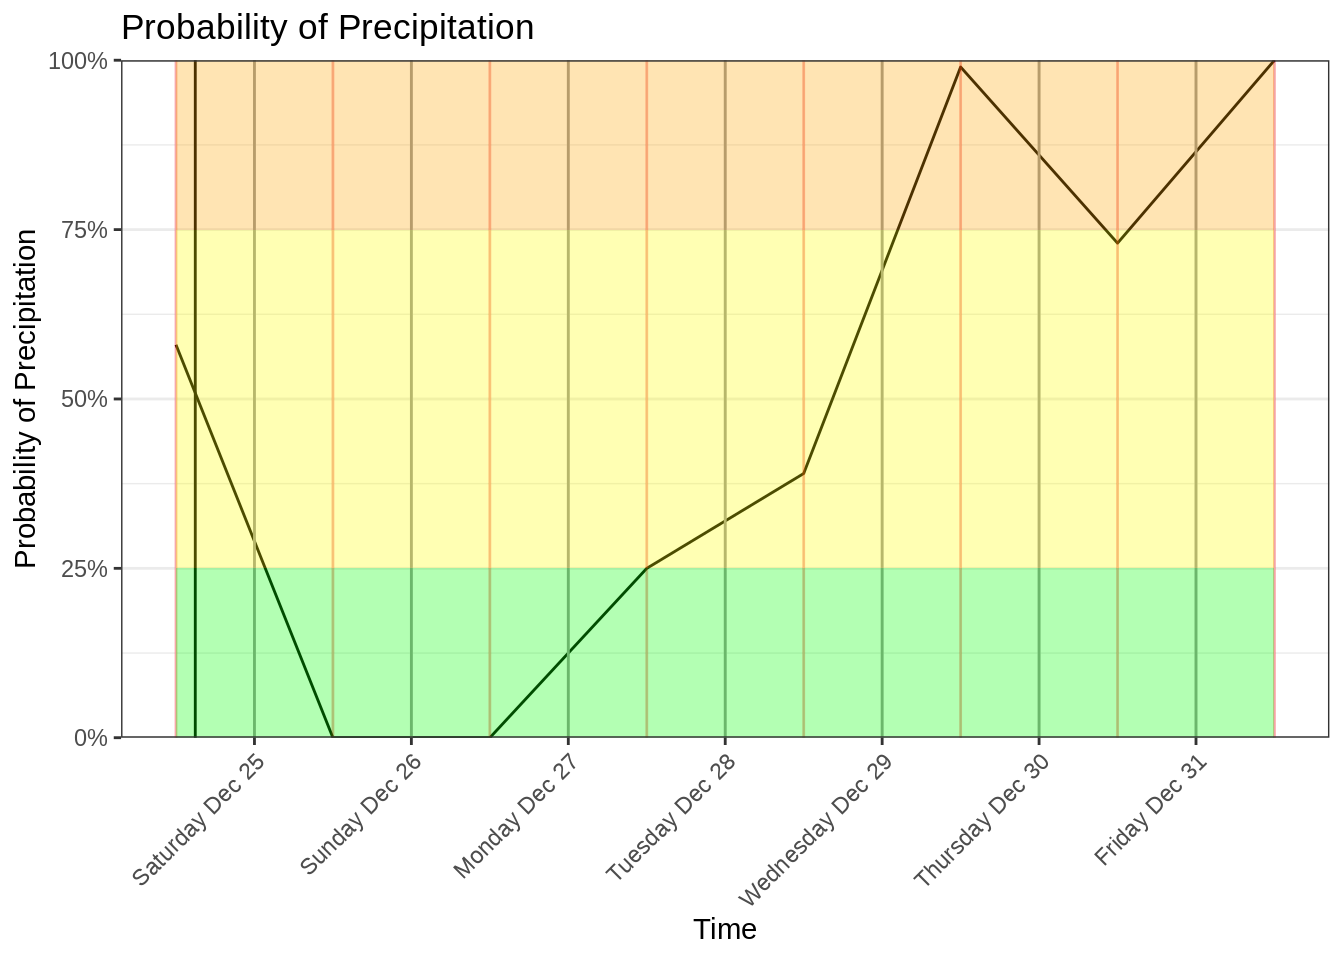 Probability of Precipitation
Probability of Precipitation
100%
75%
50%
25%
0%
Saturday Dec 25
Sunday Dec 26
Monday Dec 27
Tuesday Dec 28
Wednesday Dec 29
Thursday Dec 30
Friday Dec 31
Time